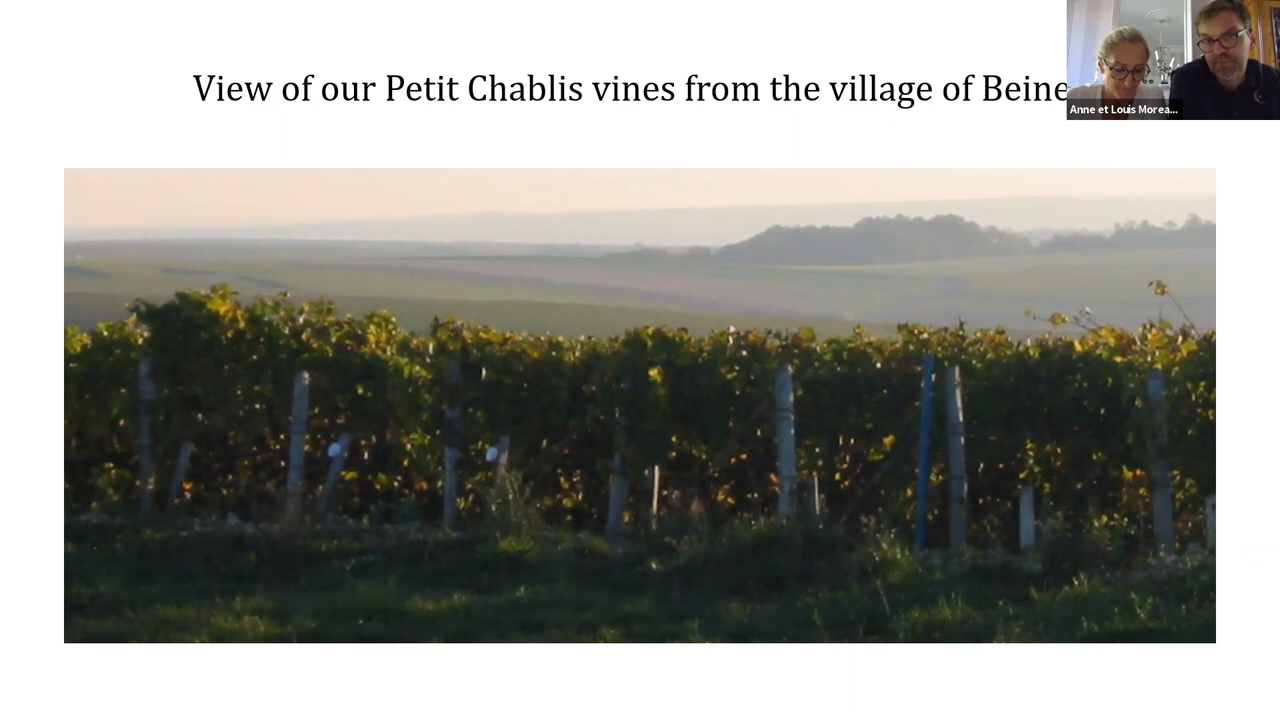 View of our Petit Chablis vines from the village of Beine
Anne et Louis Morea...